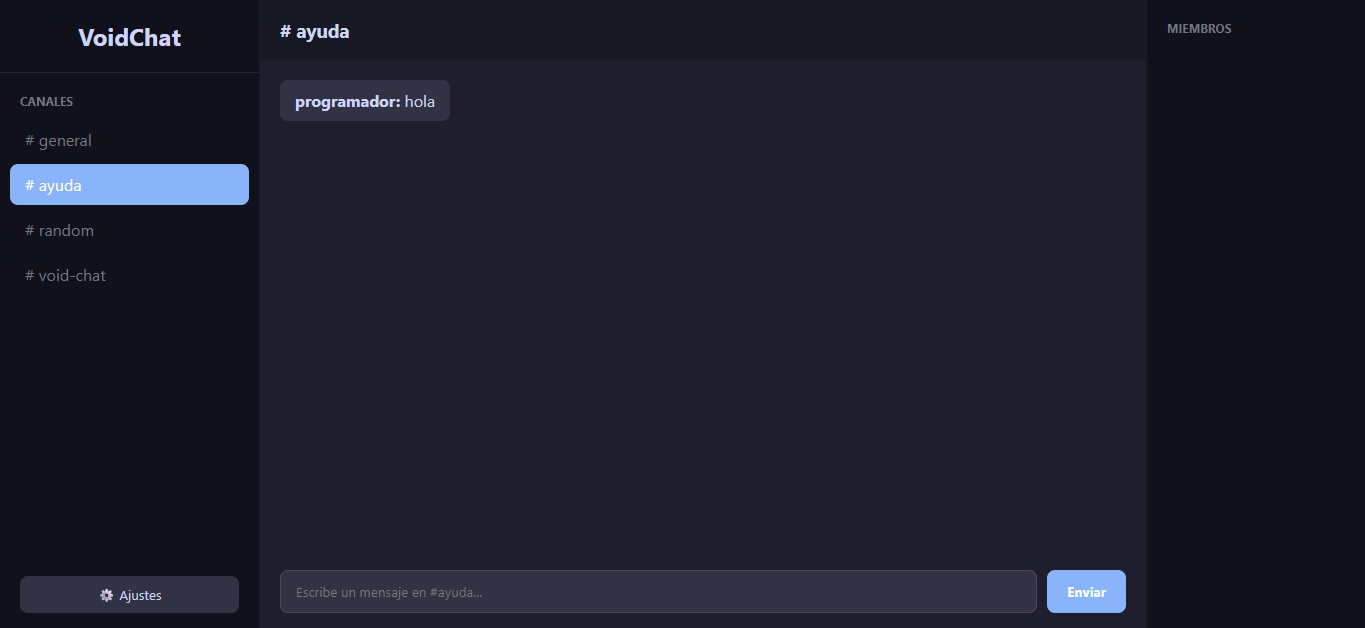 VoidChat
CANALES
# general
# ayuda
# random
# void-chat
⚙ Ajustes
# ayuda
programador: hola
Escribe un mensaje en #ayuda...
Enviar
MIEMBROS